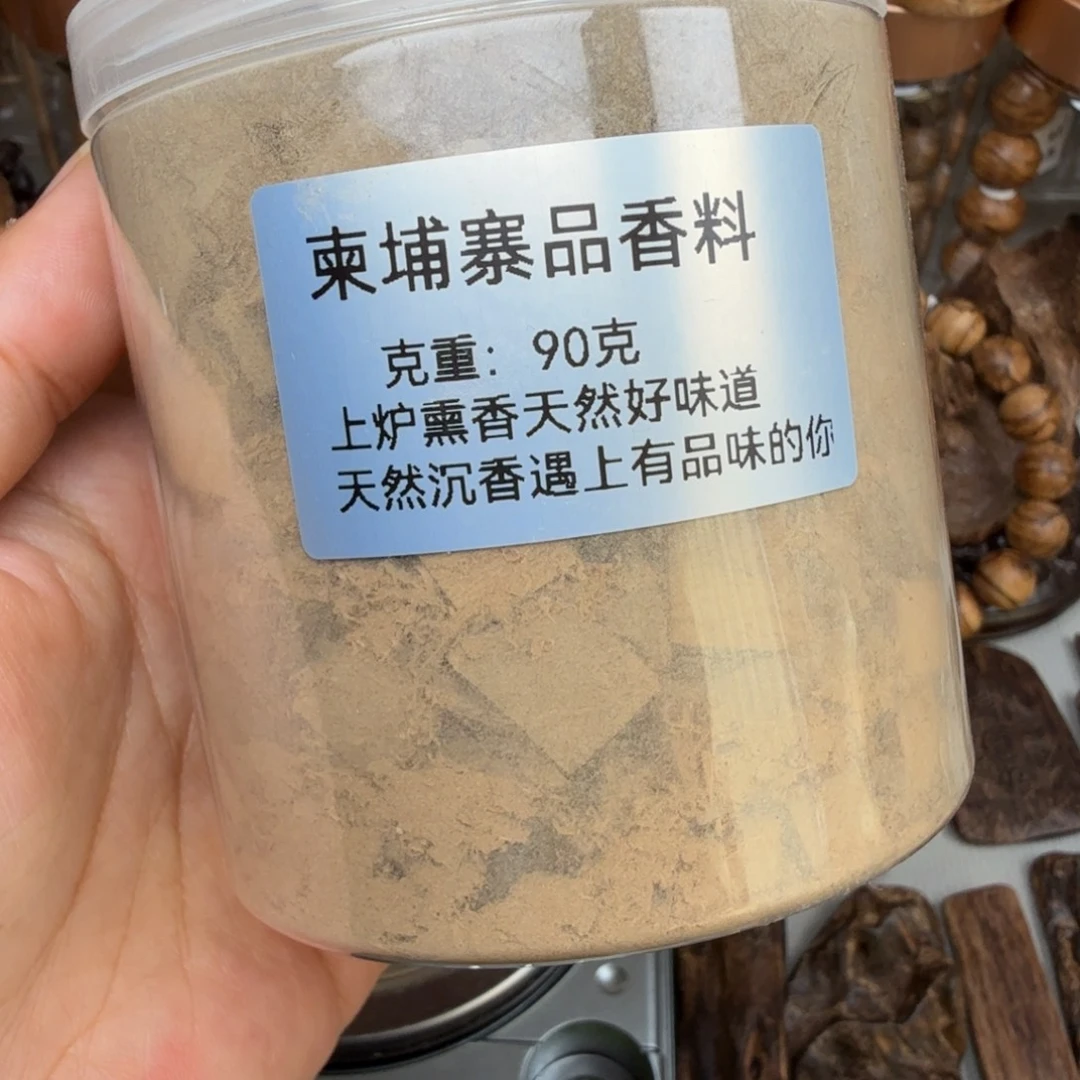 柬埔寨品香料
克重：90克
上炉熏香天然好味道
天然沉香遇上有品味的你